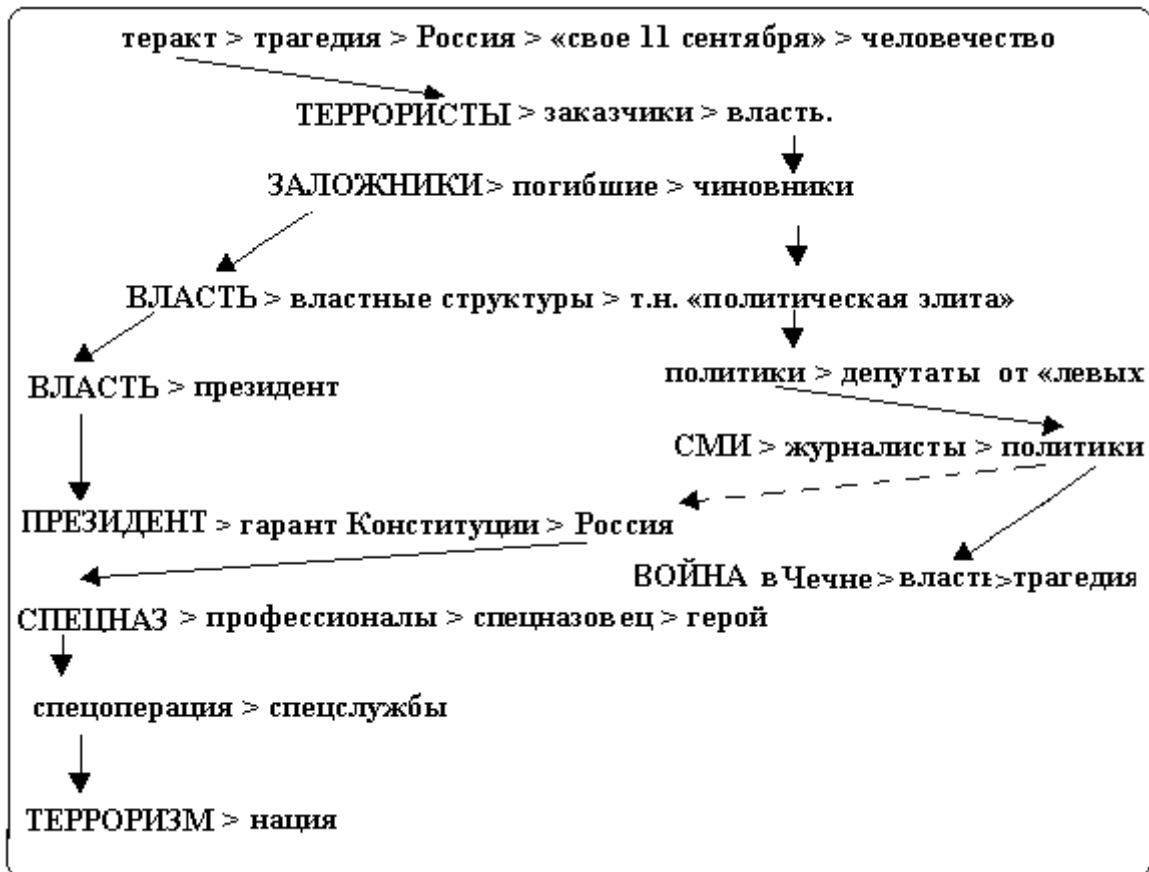 теракт > трагедия > Россия > «свое 11 сентября» > человечество
ТЕРРОРИСТЫ > заказчики > власть.
ЗАЛОЖНИКИ > погибшие > чиновники
ВЛАСТЬ > властные структуры > т.н. «политическая элита»
ВЛАСТЬ > президент
политики > депутаты от «левых
СМИ > журналисты > политики
ПРЕЗИДЕНТ > гарант Конституции > Россия
ВОЙНА в Чечне > власть > трагедия
СПЕЦНАЗ > профессионалы > спецназовец > герой
спецоперация > спецслужбы
ТЕРРОРИЗМ > нация